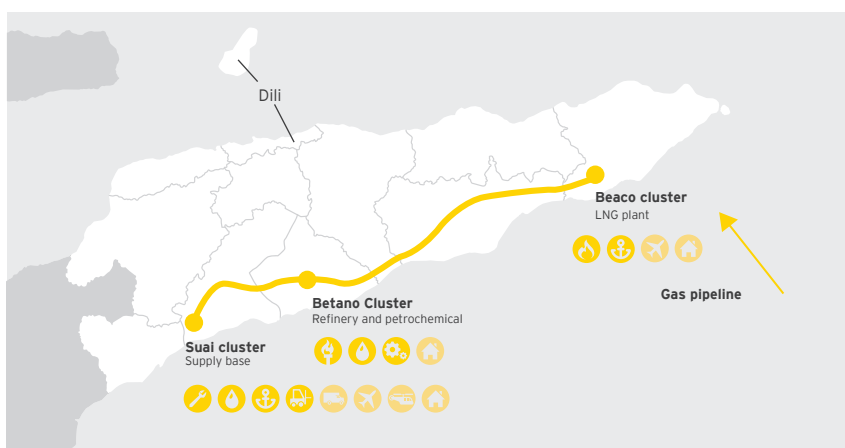 Dili
Beaco cluster
LNG plant
Gas pipeline
Betano Cluster
Refinery and petrochemical
Suai cluster
Supply base